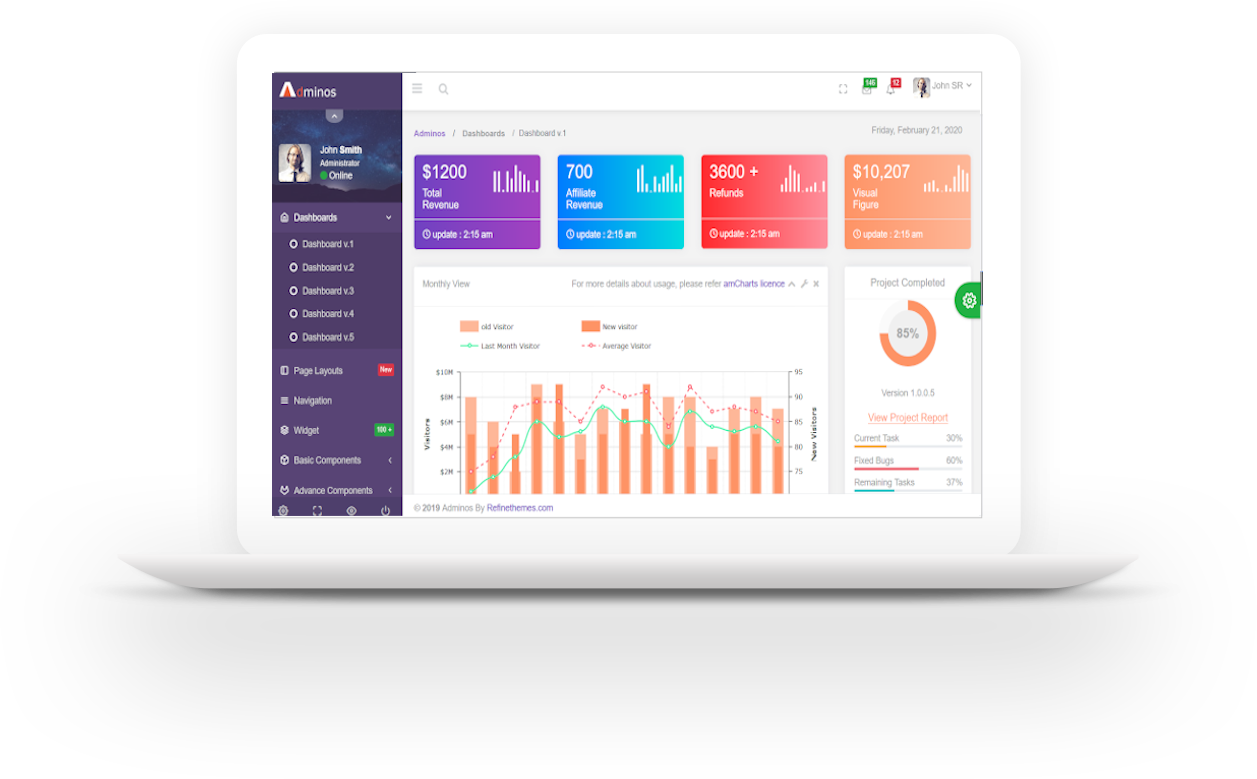 Adminos
146
12
John SR
John Smith
Administrator
Online
Dashboards
Dashboard v.1
Dashboard v.2
Dashboard v.3
Dashboard v.4
Dashboard v.5
Page Layouts New
Navigation
Widget 100 +
Basic Components
Advance Components
Adminos / Dashboards / Dashboard v.1
Friday, February 21, 2020
$1200
Total
Revenue
update : 2:15 am
700
Affiliate
Revenue
update : 2:15 am
3600 +
Refunds
update : 2:15 am
$10,207
Visual
Figure
update : 2:15 am
Monthly View
For more details about usage, please refer amCharts licence
old Visitor
New visitor
Last Month Visitor
Average Visitor
Visitors
$10M
$8M
$6M
$4M
$2M
95
90
85
80
75
New Visitors
Project Completed
85%
Version 1.0.0.5
View Project Report
Current Task 30%
Fixed Bugs 60%
Remaining Tasks 37%
© 2019 Adminos By Refinethemes.com